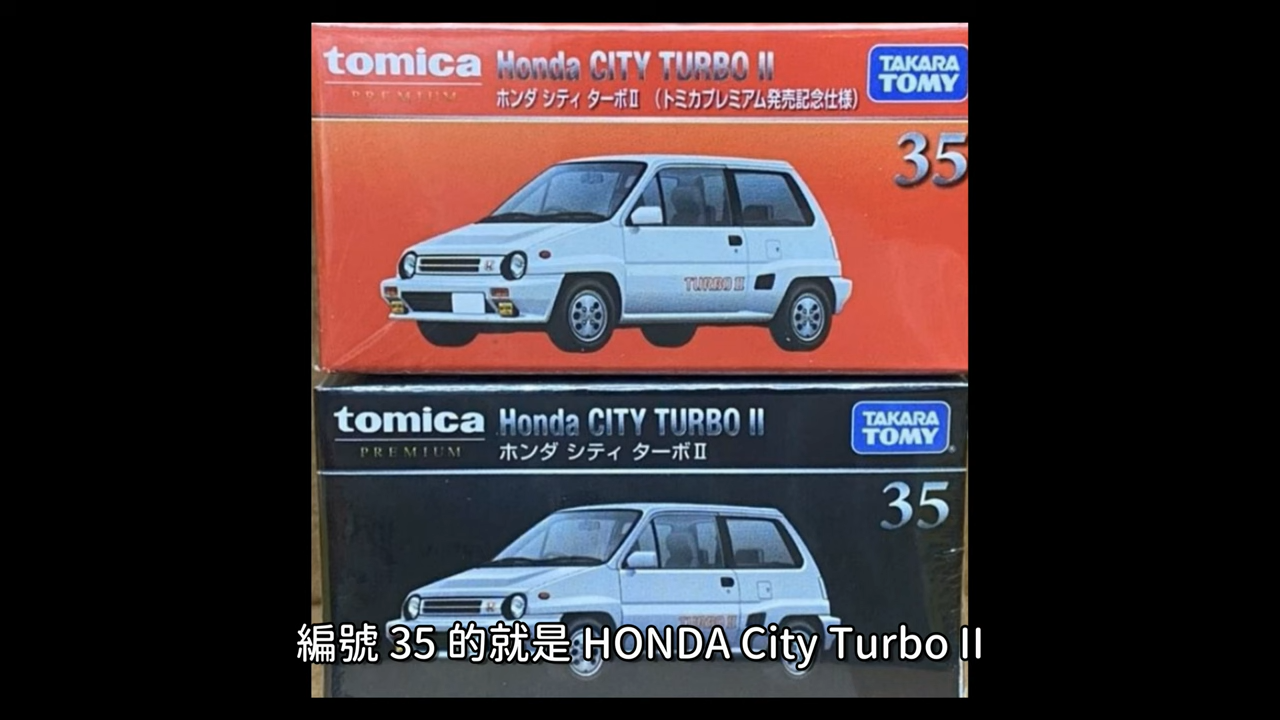 tomica
PREMIUM
Honda CITY TURBO II
ホンダ シティ ターボⅡ （トミカプレミアム発売記念仕様）
TAKARA
TOMY
35
TURBO II
tomica
PREMIUM
Honda CITY TURBO II
ホンダ シティ ターボⅡ
TAKARA
TOMY
35
TURBO II
編號 35 的就是 HONDA City Turbo II